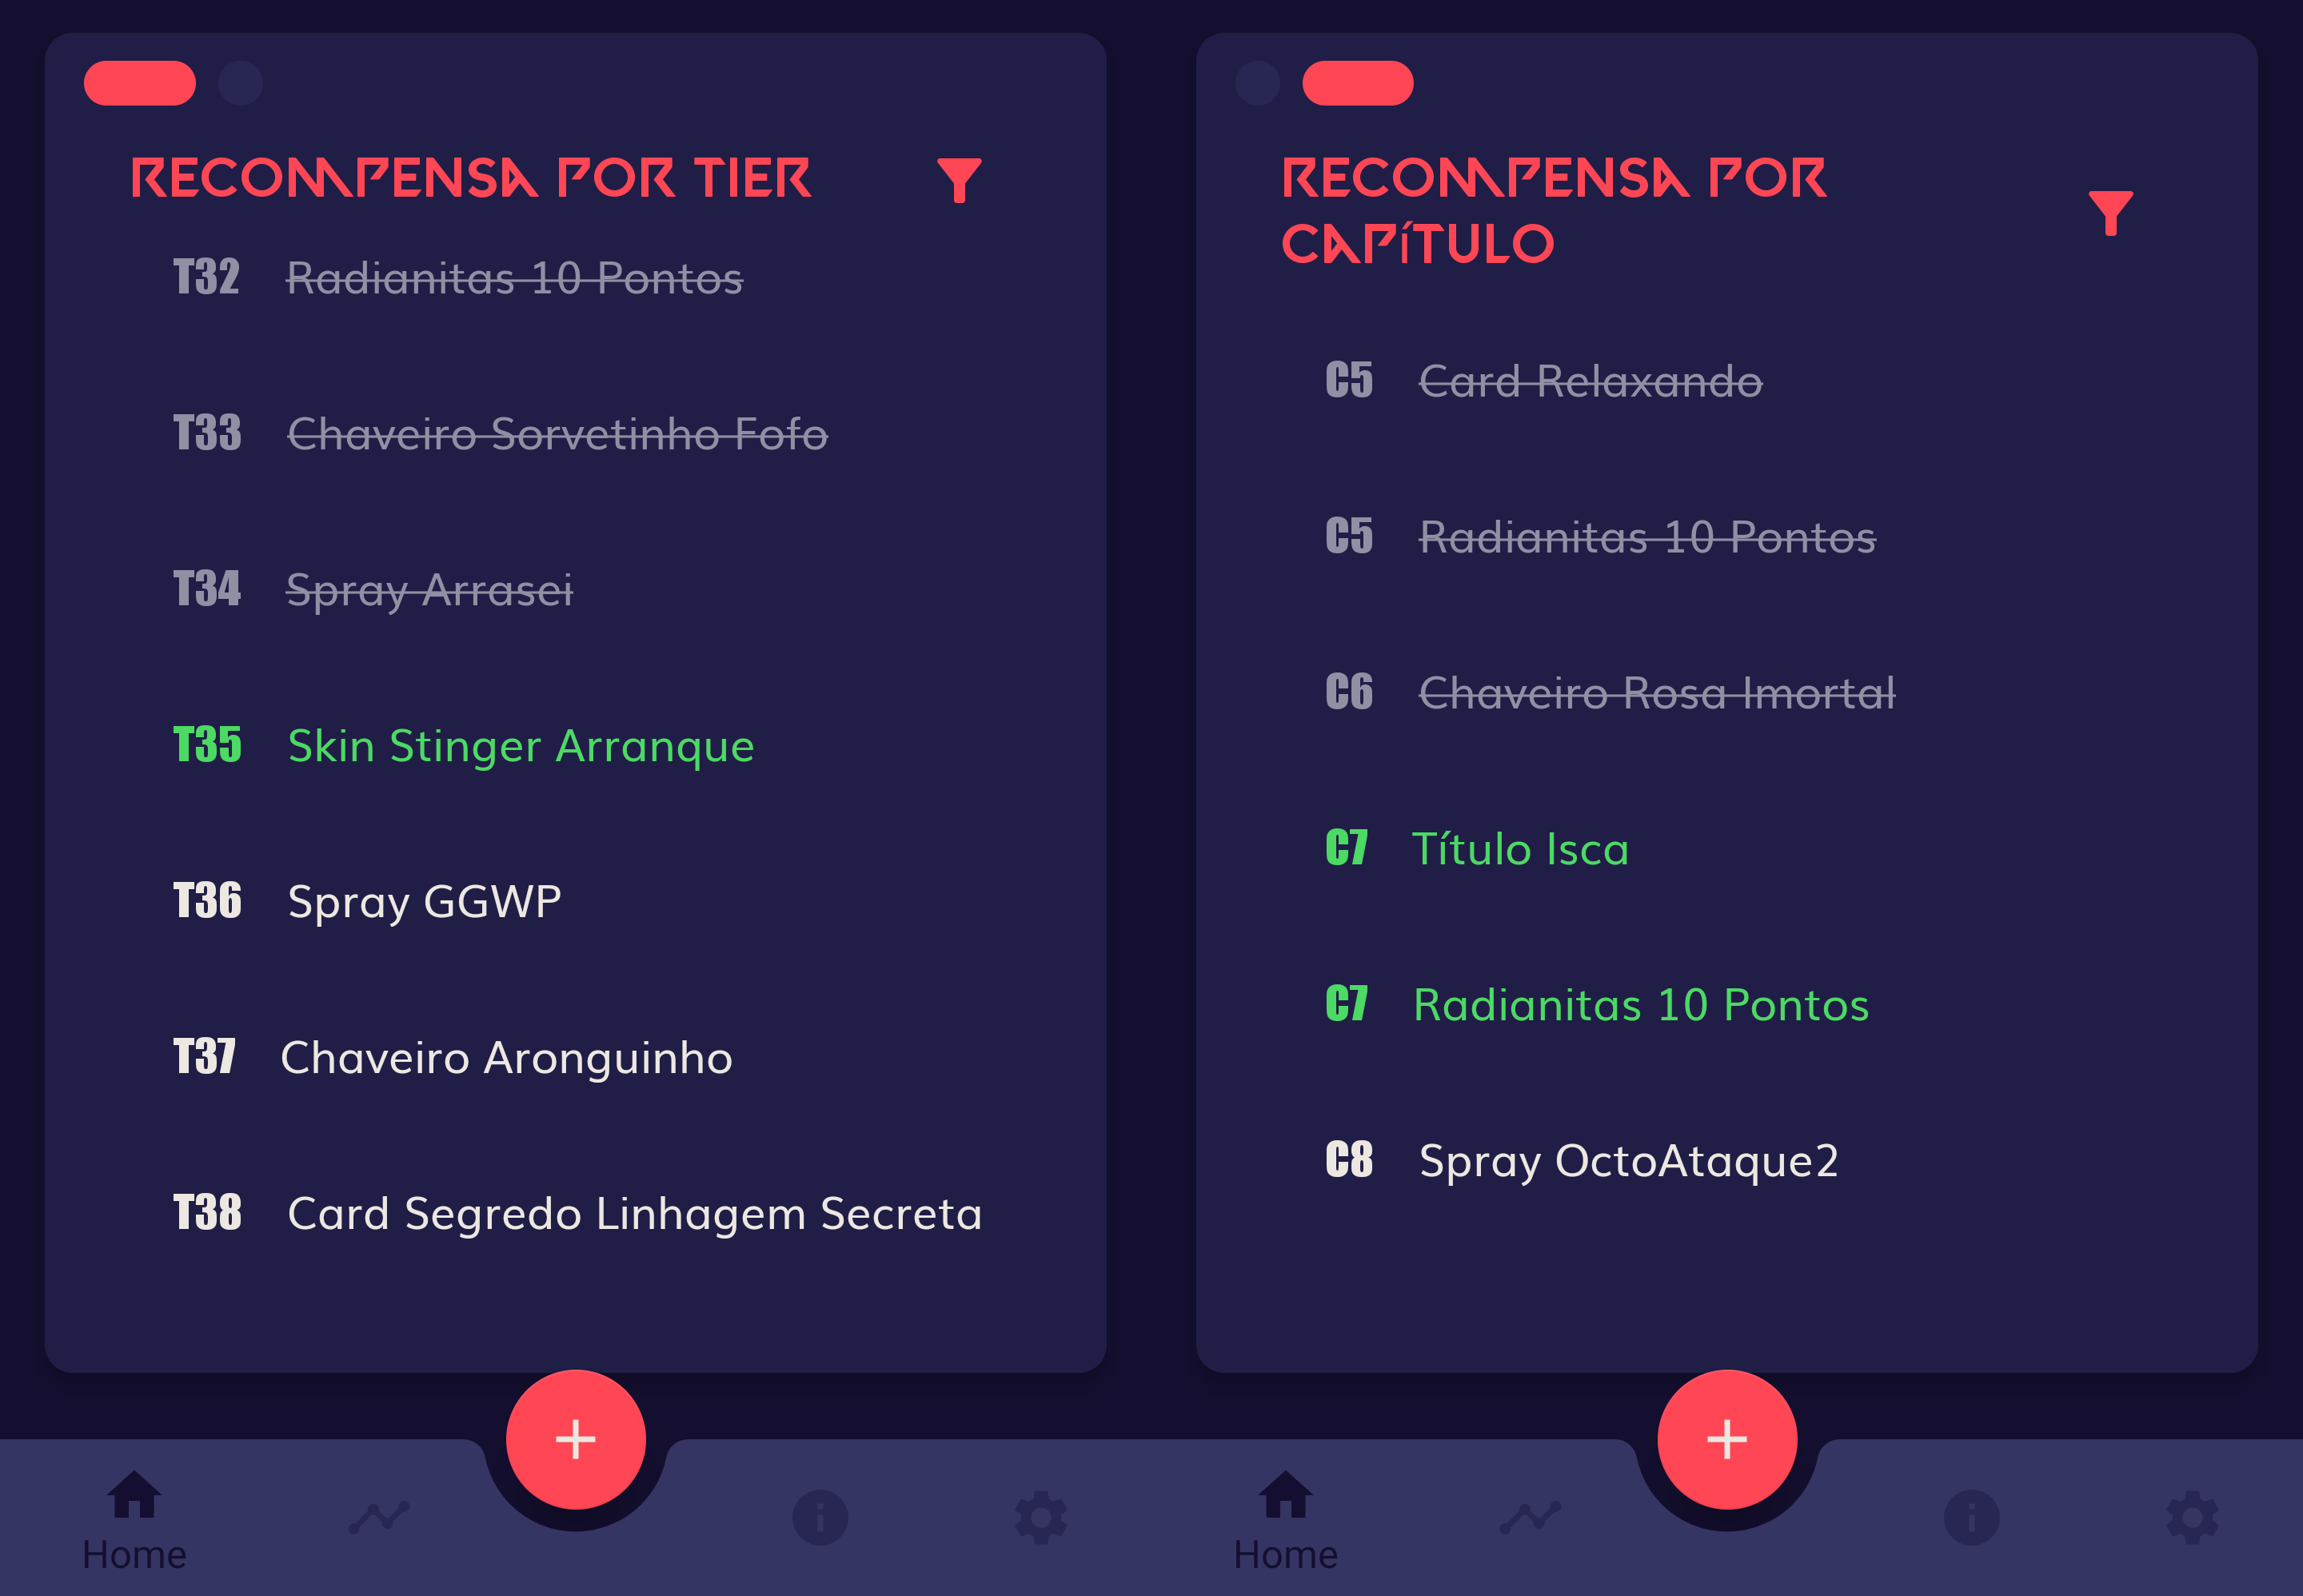 RECOMPENSA POR TIER
T32 Radianitas 10 Pontos
T33 Chaveiro Sorvetinho Fofo
T34 Spray Arrasei
T35 Skin Stinger Arranque
T36 Spray GGWP
T37 Chaveiro Aronguinho
T38 Card Segredo Linhagem Secreta
Home
RECOMPENSA POR
CAPíTULO
C5 Card Relaxando
C5 Radianitas 10 Pontos
C6 Chaveiro Rosa Imortal
C7 Título Isca
C7 Radianitas 10 Pontos
C8 Spray OctoAtaque2
Home